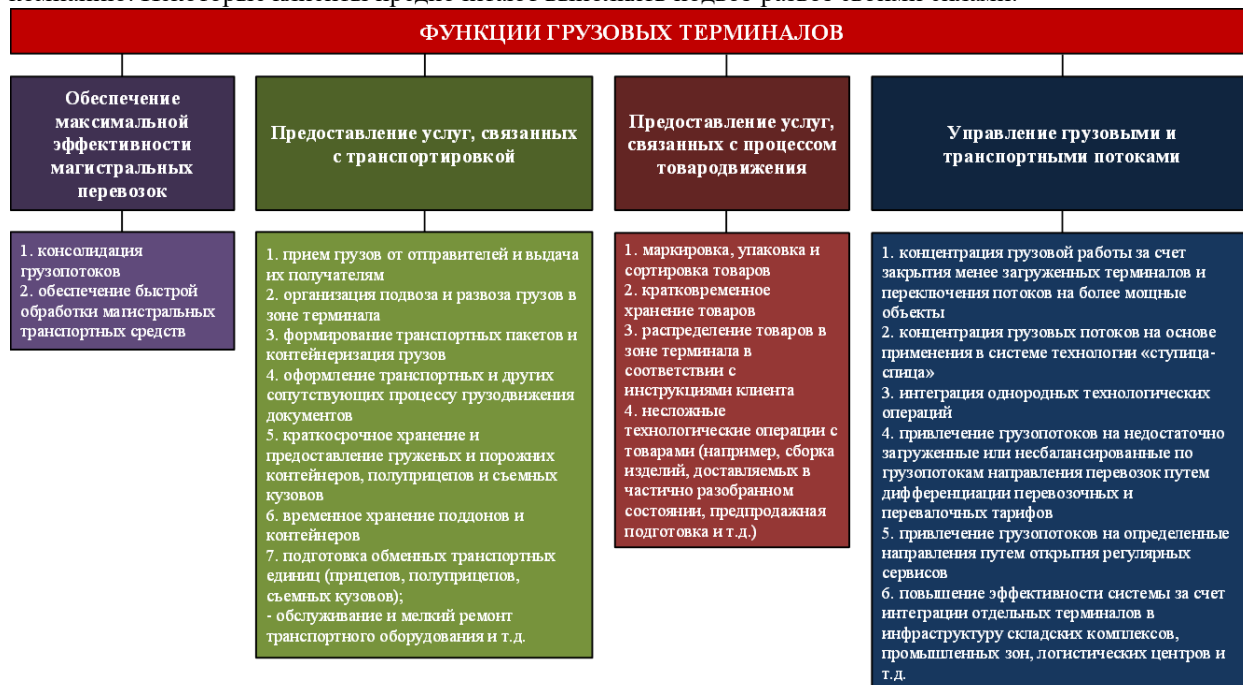 ФУНКЦИИ ГРУЗОВЫХ ТЕРМИНАЛОВ
Обеспечение
максимальной
эффективности
магистральных
перевозок
1. консолидация
грузопотоков
2. обеспечение быстрой
обработки магистральных
транспортных средств
Предоставление услуг, связанных
с транспортировкой
1. прием грузов от отправителей и выдача
их получателям
2. организация подвоза и развоза грузов в
зоне терминала
3. формирование транспортных пакетов и
контейнеризация грузов
4. оформление транспортных и других
сопутствующих процессу грузодвижения
документов
5. краткосрочное хранение и
предоставление груженых и порожних
контейнеров, полуприцепов и съемных
кузовов
6. временное хранение поддонов и
контейнеров
7. подготовка обменных транспортных
единиц (прицепов, полуприцепов,
съемных кузовов);
- обслуживание и мелкий ремонт
транспортного оборудования и т.д.
Предоставление услуг,
связанных с процессом
товародвижения
1. маркировка, упаковка и
сортировка товаров
2. кратковременное
хранение товаров
3. распределение товаров в
зоне терминала в
соответствии с
инструкциями клиента
4. несложные
технологические операции с
товарами (например, сборка
изделий, доставляемых в
частично разобранном
состоянии, предпродажная
подготовка и т.д.)
Управление грузовыми и
транспортными потоками
1. концентрация грузовой работы за счет
закрытия менее загруженных терминалов и
переключения потоков на более мощные
объекты
2. концентрация грузовых потоков на основе
применения в системе технологии «ступица-
спица»
3. интеграция однородных технологических
операций
4. привлечение грузопотоков на недостаточно
загруженные или несбалансированные по
грузопотокам направления перевозок путем
дифференциации перевозочных и
перевалочных тарифов
5. привлечение грузопотоков на определенные
направления путем открытия регулярных
сервисов
6. повышение эффективности системы за счет
интеграции отдельных терминалов в
инфраструктуру складских комплексов,
промышленных зон, логистических центров и
т.д.